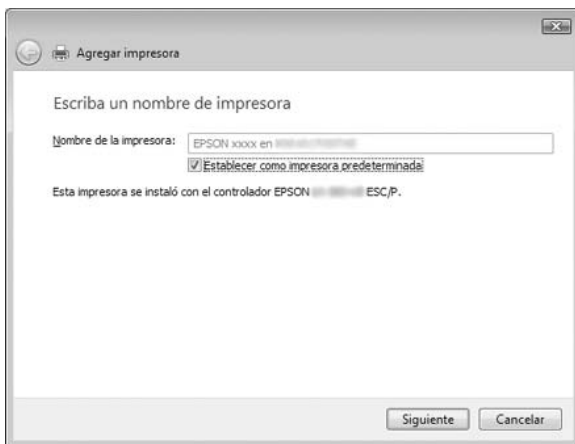 Agregar impresora
Escriba un nombre de impresora
Nombre de la impresora: EPSON xxxx en
Establecer como impresora predeterminada
Esta impresora se instaló con el controlador EPSON ESC/P.
Siguiente Cancelar